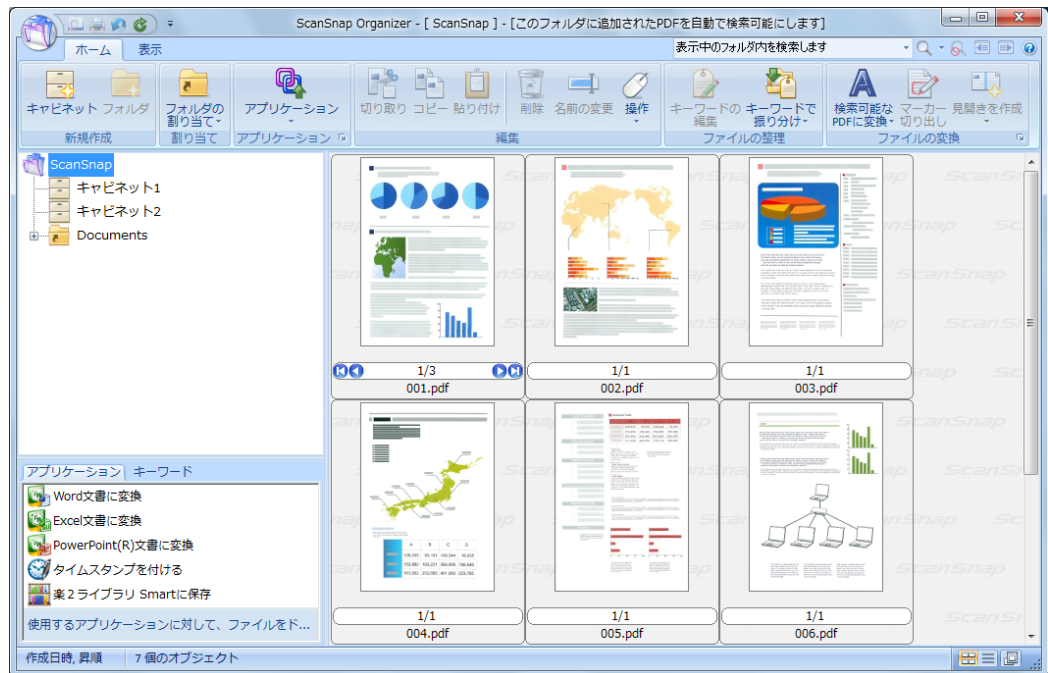 ScanSnap Organizer - [ ScanSnap ] - [このフォルダに追加されたPDFを自動で検索可能にします]
ホーム 表示
表示中のフォルダ内を検索します
キャビネット フォルダ
新規作成
フォルダの
割り当て
割り当て
アプリケーション
アプリケーション
切り取り コピー 貼り付け 削除 名前の変更 操作
編集
キーワードの
編集
キーワードで
振り分け
ファイルの整理
検索可能な
PDFに変換
マーカー
切り出し
見開きを作成
ファイルの変換
ScanSnap
キャビネット1
キャビネット2
Documents
1/3
001.pdf
1/1
002.pdf
1/1
003.pdf
1/1
004.pdf
1/1
005.pdf
1/1
006.pdf
アプリケーション キーワード
Word文書に変換
Excel文書に変換
PowerPoint(R)文書に変換
タイムスタンプを付ける
楽2ライブラリ Smartに保存
使用するアプリケーションに対して、ファイルをド...
作成日時, 昇順 7 個のオブジェクト